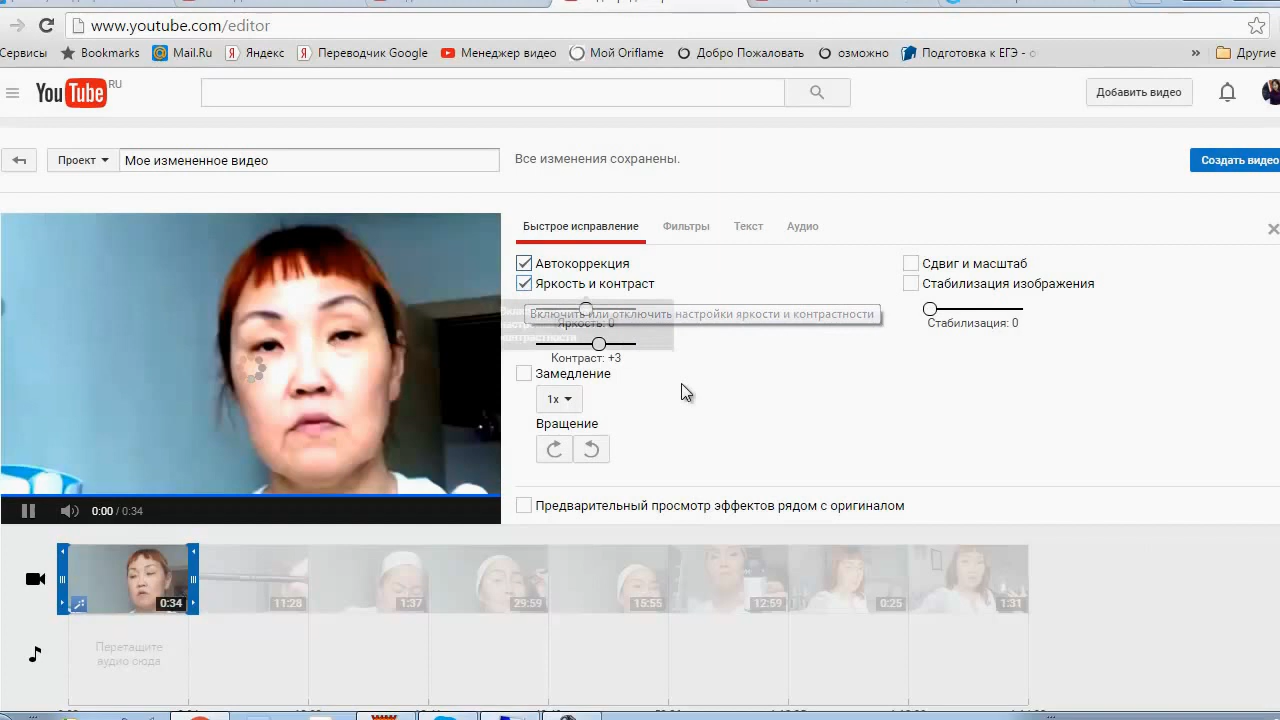 www.youtube.com/editor
Сервисы Bookmarks Mail.Ru Яндекс Переводчик Google Менеджер видео Мой Oriflame Добро Пожаловать озможно Подготовка к ЕГЭ - » Другие
YouTube RU Добавить видео
Проект Мое измененное видео Все изменения сохранены. Создать видео
Быстрое исправление Фильтры Текст Аудио
Автокоррекция Сдвиг и масштаб
Яркость и контраст Стабилизация изображения
Включить или отключить настройки яркости и контрастности
Яркость: 0 Стабилизация: 0
Контраст: +3
Замедление
1x
Вращение
Предварительный просмотр эффектов рядом с оригиналом
0:00 / 0:34
0:34 11:28 1:37 29:59 15:55 12:59 0:25 1:31
Перетащите
аудио сюда